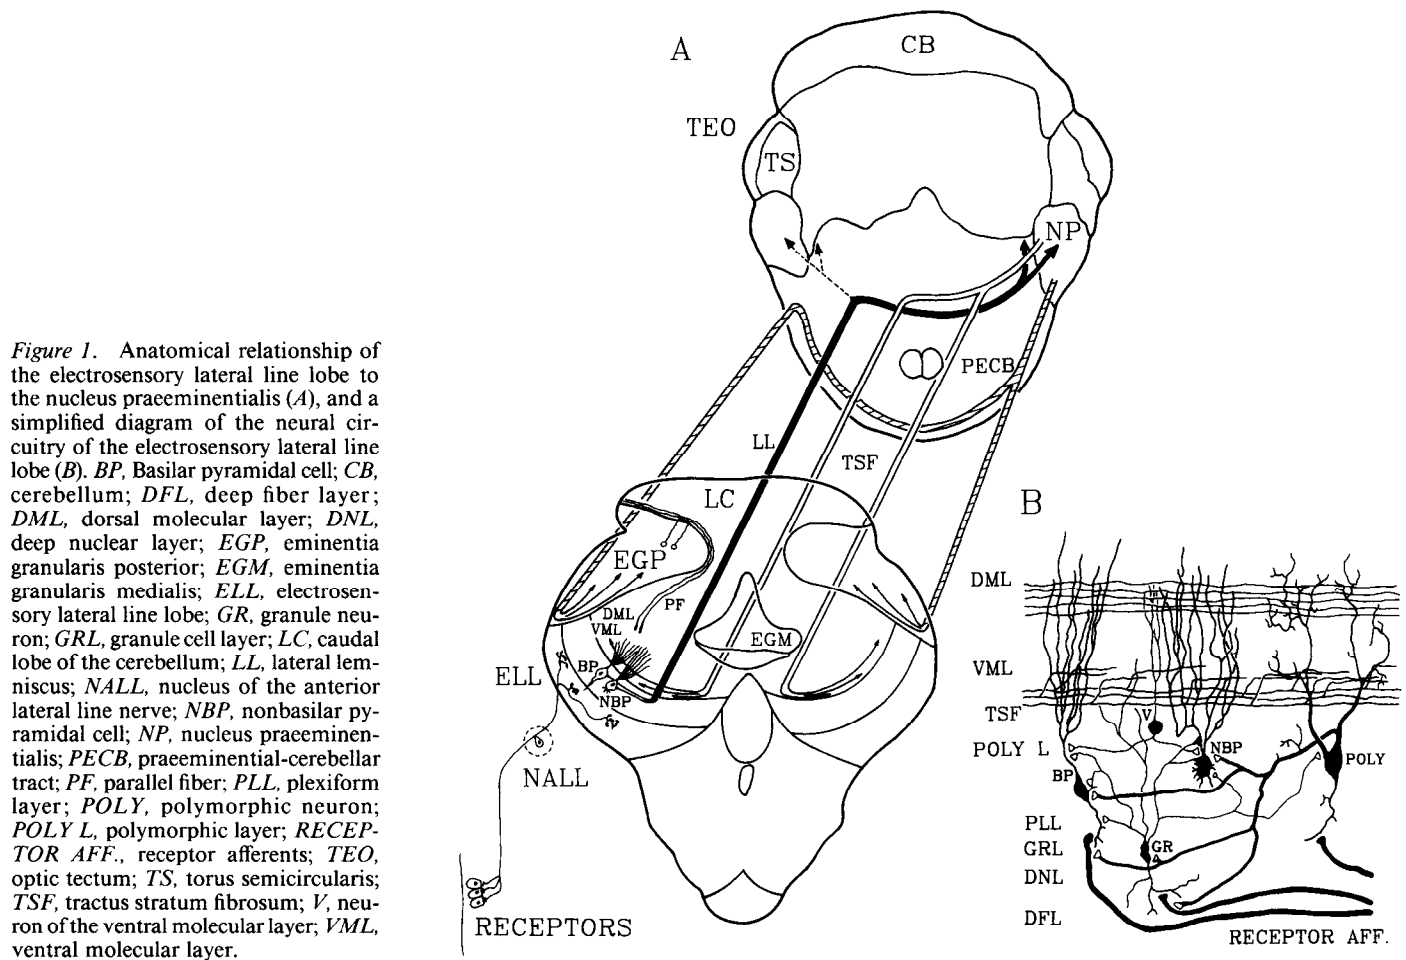 Figure 1. Anatomical relationship of
the electrosensory lateral line lobe to
the nucleus praeeminentialis (A), and a
simplified diagram of the neural cir-
cuitry of the electrosensory lateral line
lobe (B). BP, Basilar pyramidal cell; CB,
cerebellum; DFL, deep fiber layer;
DML, dorsal molecular layer; DNL,
deep nuclear layer; EGP, eminentia
granularis posterior; EGM, eminentia
granularis medialis; ELL, electrosen-
sory lateral line lobe; GR, granule neu-
ron; GRL, granule cell layer; LC, caudal
lobe of the cerebellum; LL, lateral lem-
niscus; NALL, nucleus of the anterior
lateral line nerve; NBP, nonbasilar py-
ramidal cell; NP, nucleus praeeminen-
tialis; PECB, praeeminential-cerebellar
tract; PF, parallel fiber; PLL, plexiform
layer; POLY, polymorphic neuron;
POLY L, polymorphic layer; RECEP-
TOR AFF., receptor afferents; TEO,
optic tectum; TS, torus semicircularis;
TSF, tractus stratum fibrosum; V, neu-
ron of the ventral molecular layer; VML,
ventral molecular layer.
A
CB
TEO
TS
NP
PECB
LL
TSF
LC
EGP
PF
DML
VML
EGM
BP
NBP
ELL
NALL
RECEPTORS
B
DML
VML
TSF
V
POLY L
NBP
POLY
BP
PLL
GRL
GR
DNL
DFL
RECEPTOR AFF.